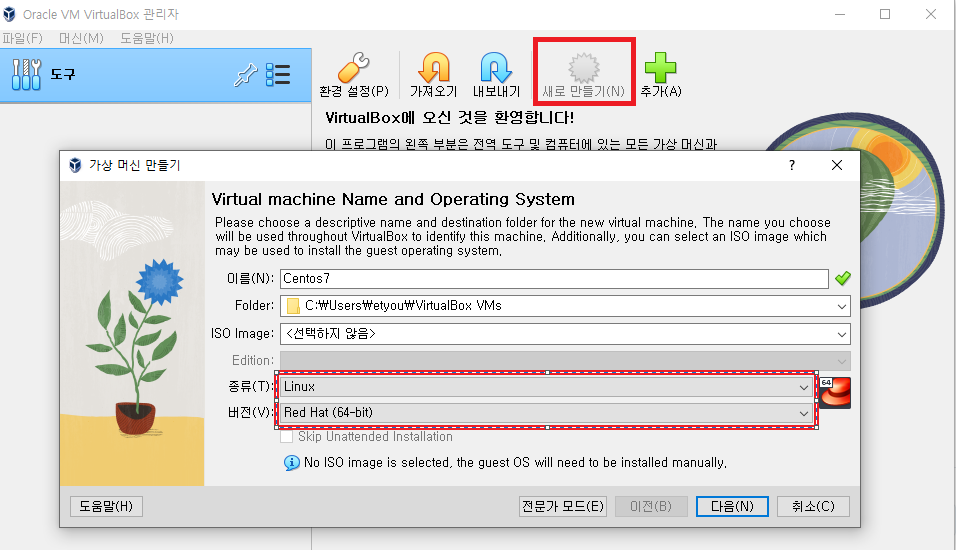 Oracle VM VirtualBox 관리자
파일(F) 머신(M) 도움말(H)
도구
환경 설정(P) 가져오기 내보내기 새로 만들기(N) 추가(A)
VirtualBox에 오신 것을 환영합니다!
이 프로그램의 왼쪽 부분은 전역 도구 및 컴퓨터에 있는 모든 가상 머신과
가상 머신 만들기
Virtual machine Name and Operating System
Please choose a descriptive name and destination folder for the new virtual machine. The name you choose
will be used throughout VirtualBox to identify this machine. Additionally, you can select an ISO image which
may be used to install the guest operating system.
이름(N): Centos7
Folder: C:₩Users₩etyou₩VirtualBox VMs
ISO Image: <선택하지 않음>
Edition:
종류(T): Linux
64
버전(V): Red Hat (64-bit)
Skip Unattended Installation
No ISO image is selected, the guest OS will need to be installed manually.
도움말(H) 전문가 모드(E) 이전(B) 다음(N) 취소(C)